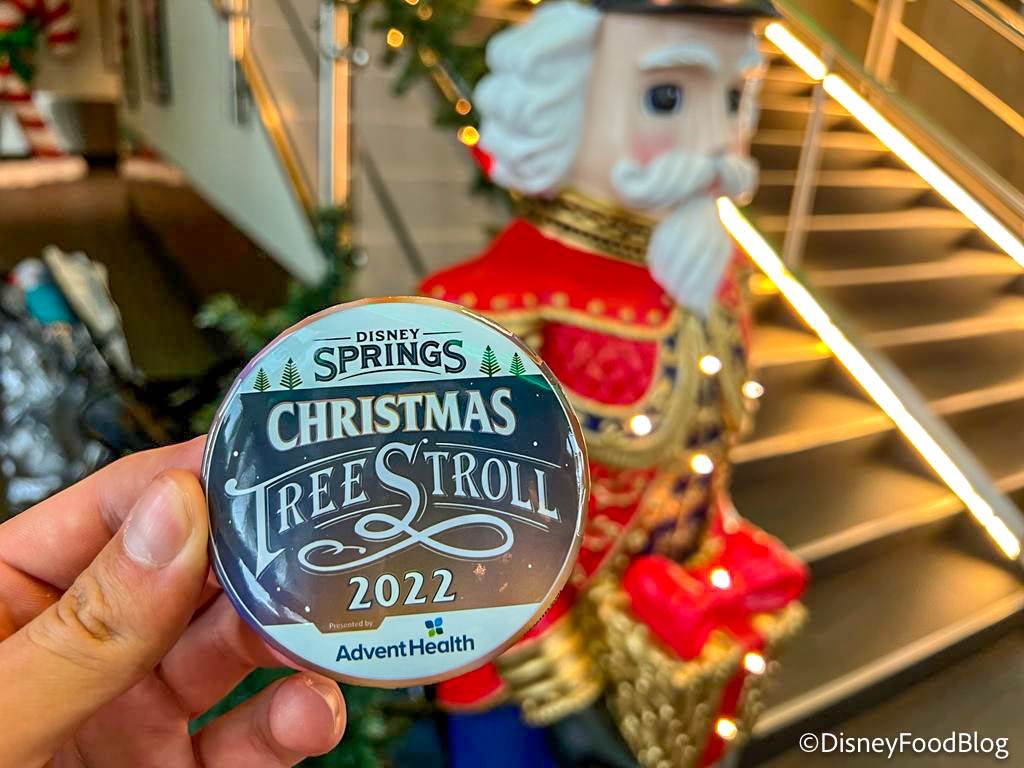 DISNEY
SPRINGS
CHRISTMAS
TREE STROLL
2022
Presented by
AdventHealth
©DisneyFoodBlog